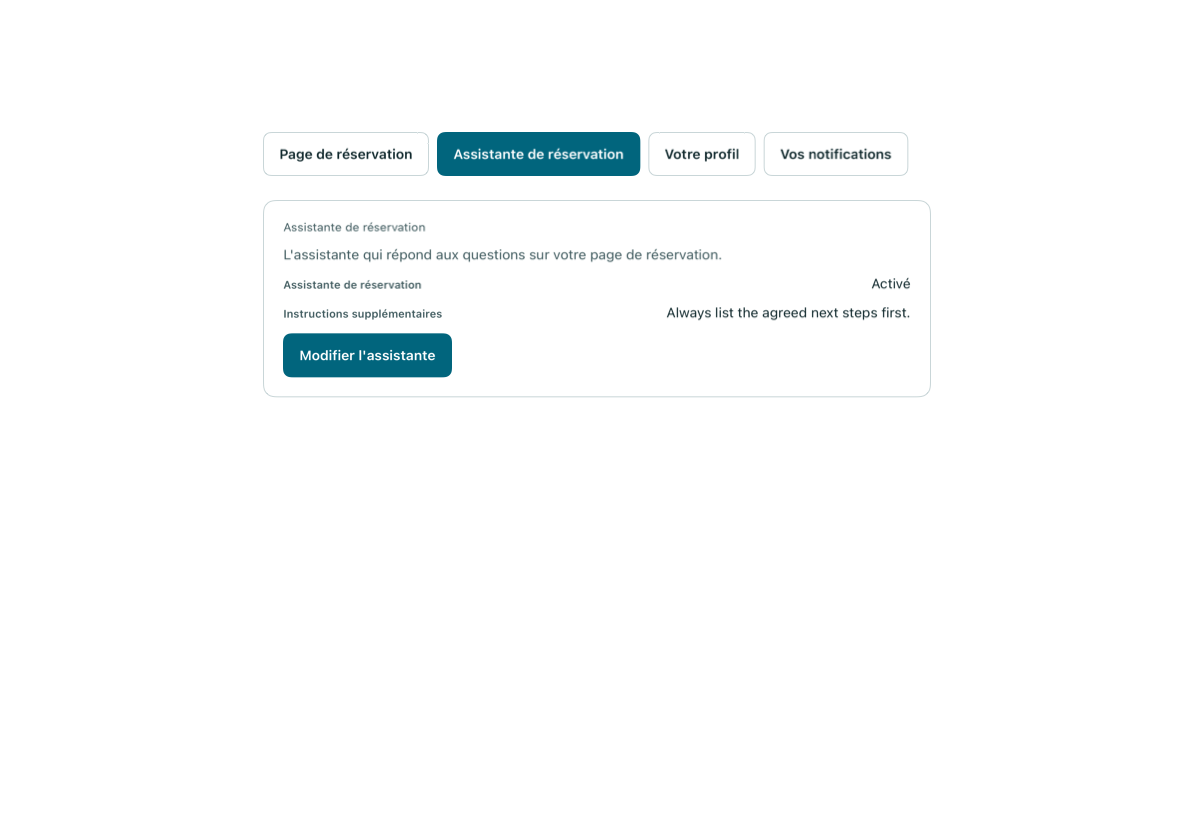 Page de réservation
Assistante de réservation
Votre profil
Vos notifications
Assistante de réservation
L'assistante qui répond aux questions sur votre page de réservation.
Assistante de réservation
Activé
Instructions supplémentaires
Always list the agreed next steps first.
Modifier l'assistante